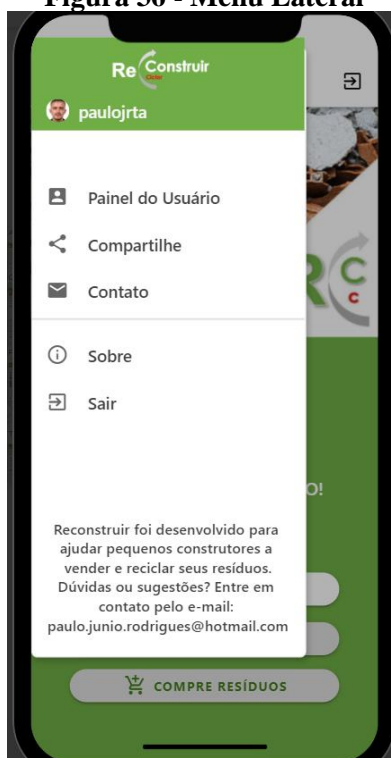 Figura 36 - Menu Lateral
Re Construir
Ciclar
paulojrta
Painel do Usuário
Compartilhe
Contato
Sobre
Sair
RC
C
O!
Reconstruir foi desenvolvido para
ajudar pequenos construtores a
vender e reciclar seus resíduos.
Dúvidas ou sugestões? Entre em
contato pelo e-mail:
paulo.junio.rodrigues@hotmail.com
COMPRE RESÍDUOS